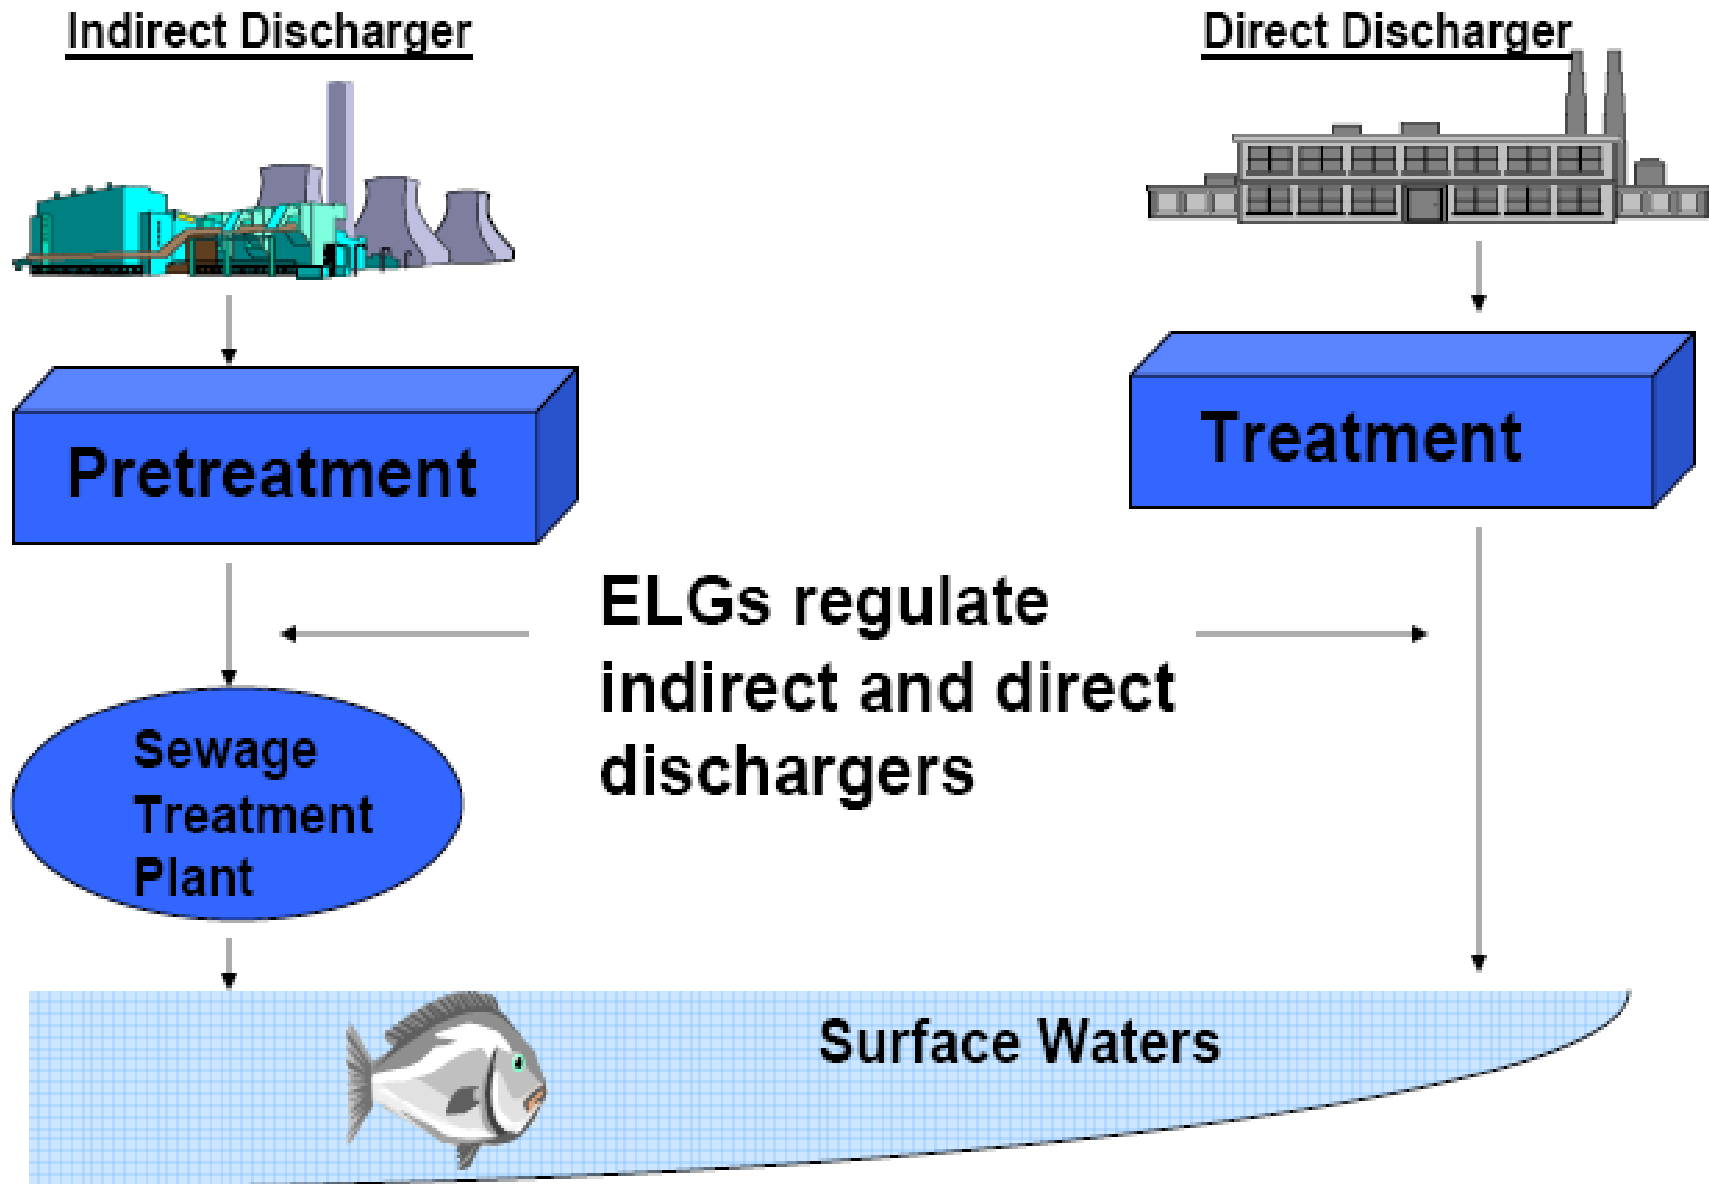 Indirect Discharger
Direct Discharger
Pretreatment
Treatment
ELGs regulate
indirect and direct
dischargers
Sewage
Treatment
Plant
Surface Waters